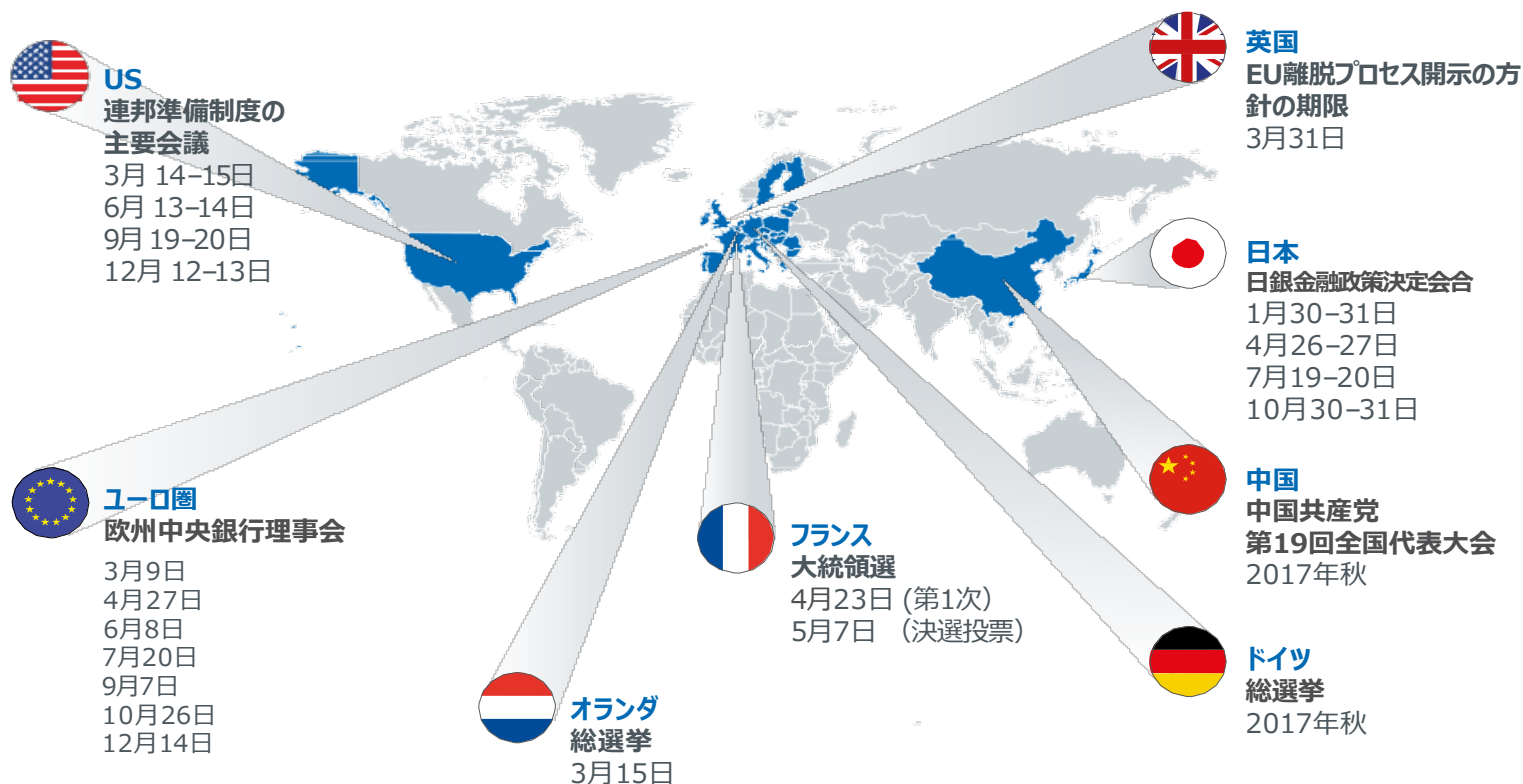 US
連邦準備制度の
主要会議
3月 14–15日
6月 13–14日
9月 19–20日
12月 12–13日
ユーロ圏
欧州中央銀行理事会
3月9日
4月27日
6月8日
7月20日
9月7日
10月26日
12月14日
オランダ
総選挙
3月15日
フランス
大統領選
4月23日 (第1次)
5月7日 （決選投票）
英国
EU離脱プロセス開示の方
針の期限
3月31日
日本
日銀金融政策決定会合
1月30–31日
4月26–27日
7月19–20日
10月30–31日
中国
中国共産党
第19回全国代表大会
2017年秋
ドイツ
総選挙
2017年秋